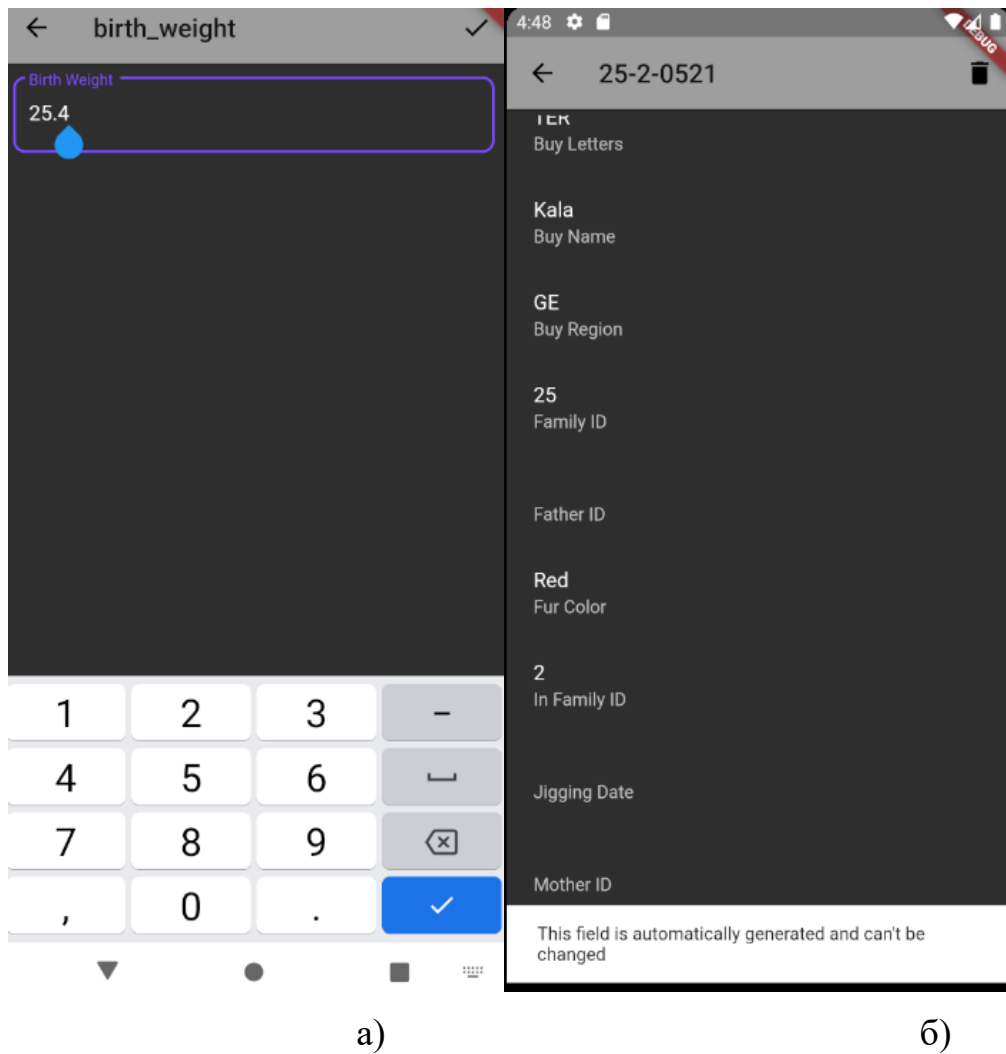 birth_weight
Birth Weight
25.4
1 2 3 –
4 5 6
7 8 9
, 0 .
а)
4:48
DEBUG
25-2-0521
TER
Buy Letters
Kala
Buy Name
GE
Buy Region
25
Family ID
Father ID
Red
Fur Color
2
In Family ID
Jigging Date
Mother ID
This field is automatically generated and can't be
changed
б)